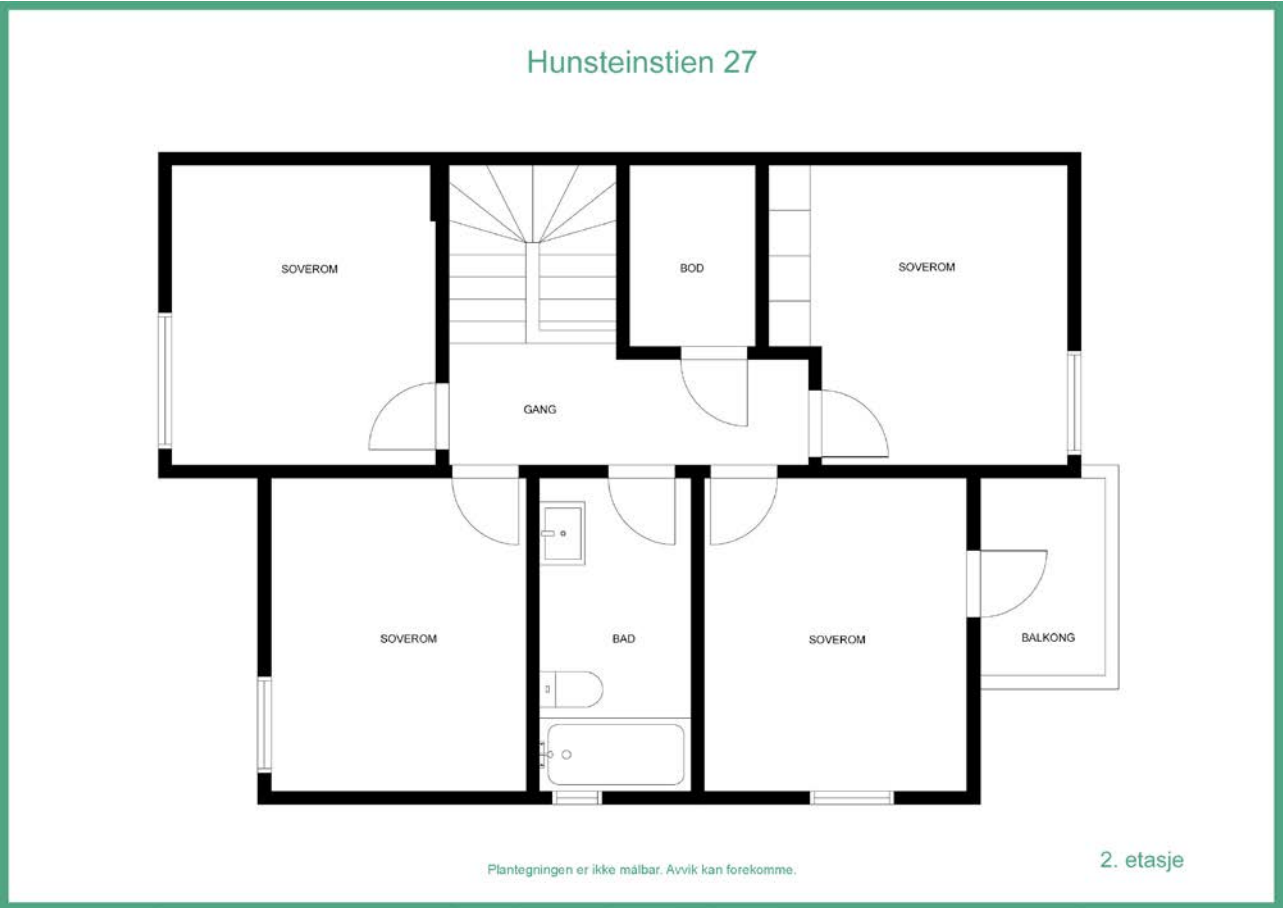 Hunsteinstien 27
SOVEROM
BOD
SOVEROM
GANG
SOVEROM
BAD
SOVEROM
BALKONG
2. etasje
Plantegningen er ikke målbar. Avvik kan forekomme.